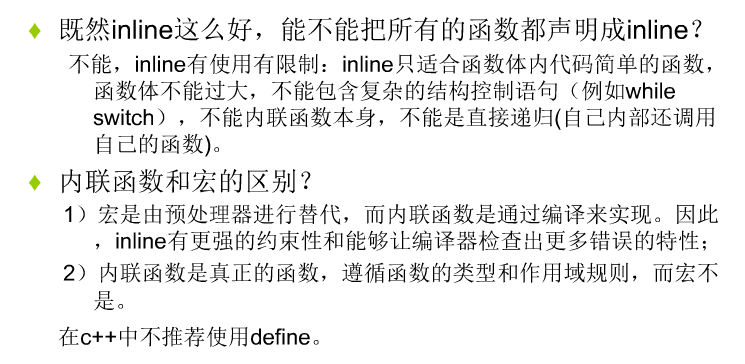 ♦ 既然inline这么好，能不能把所有的函数都声明成inline？
不能，inline有使用有限制：inline只适合函数体内代码简单的函数，
函数体不能过大，不能包含复杂的结构控制语句（例如while
switch），不能内联函数本身，不能是直接递归(自己内部还调用
自己的函数)。
♦ 内联函数和宏的区别？
1）宏是由预处理器进行替代，而内联函数是通过编译来实现。因此
，inline有更强的约束性和能够让编译器检查出更多错误的特性；
2）内联函数是真正的函数，遵循函数的类型和作用域规则，而宏不
是。
在c++中不推荐使用define。